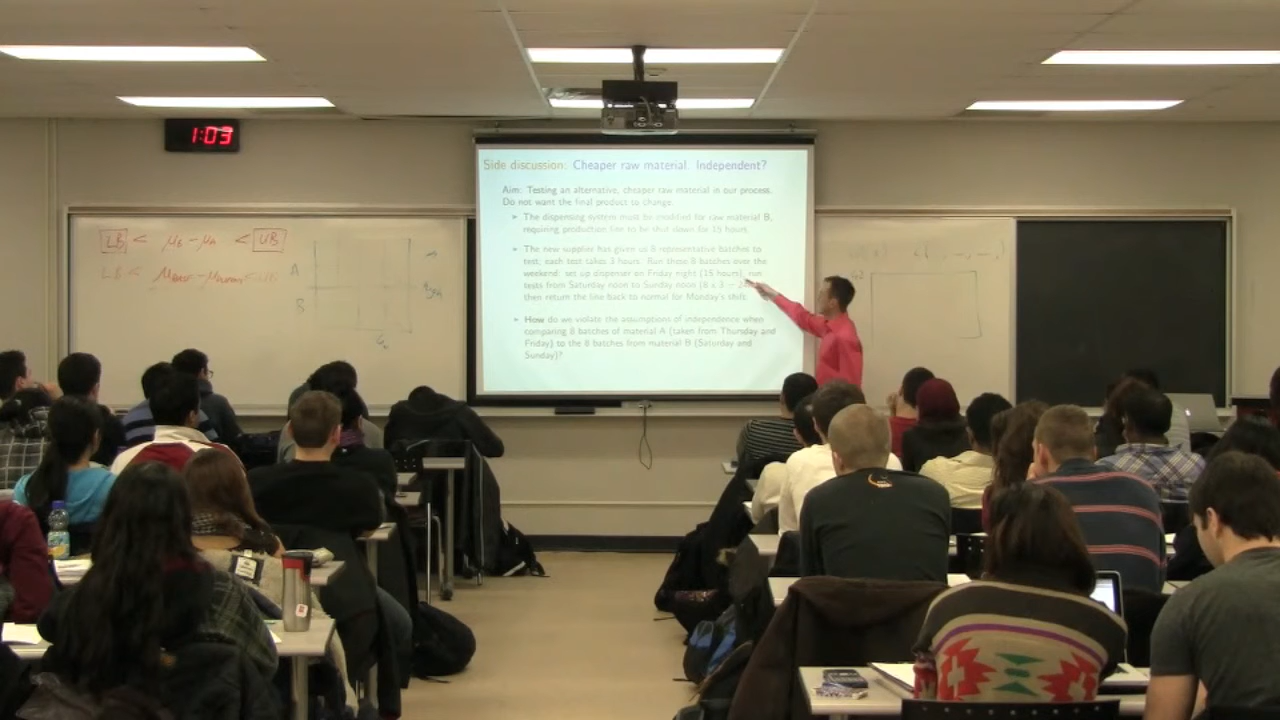 1:03
Side discussion: Cheaper raw material. Independent?
Aim: Testing an alternative, cheaper raw material in our process.
Do not want the final product to change.
➤ The dispensing system must be modified for raw material B,
requiring production line to be shut down for 15 hours.
➤ The new supplier has given us 8 representative batches to
test; each test takes 3 hours. Run these 8 batches over the
weekend: set up dispenser on Friday night (15 hours), run
tests from Saturday noon to Sunday noon (8 x 3 =
then return the line back to normal for Monday's shift.
➤ How do we violate the assumptions of independence when
comparing 8 batches of material A (taken from Thursday and
Friday) to the 8 batches from material B (Saturday and
Sunday)?
LB < μB - μA < UB
LB < μ
A
B